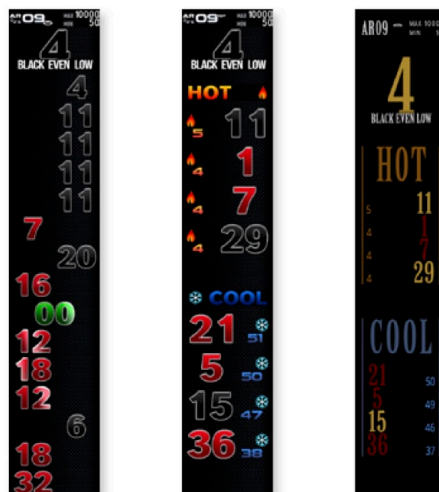 AR 09 MAX 10000
MIN 50
4
BLACK EVEN LOW
4
11
11
11
11
7
20
16
00
12
18
12
6
18
32
AR 09 MAX 10000
MIN 50
4
BLACK EVEN LOW
HOT
5 11
4 1
4 7
4 29
COOL
21 51
5 50
15 47
36 38
AR09 MAX 1000
MIN 5
4
BLACK EVEN LOW
HOT
5 11
4 1
4 7
4 29
COOL
21 50
5 49
15 46
36 37